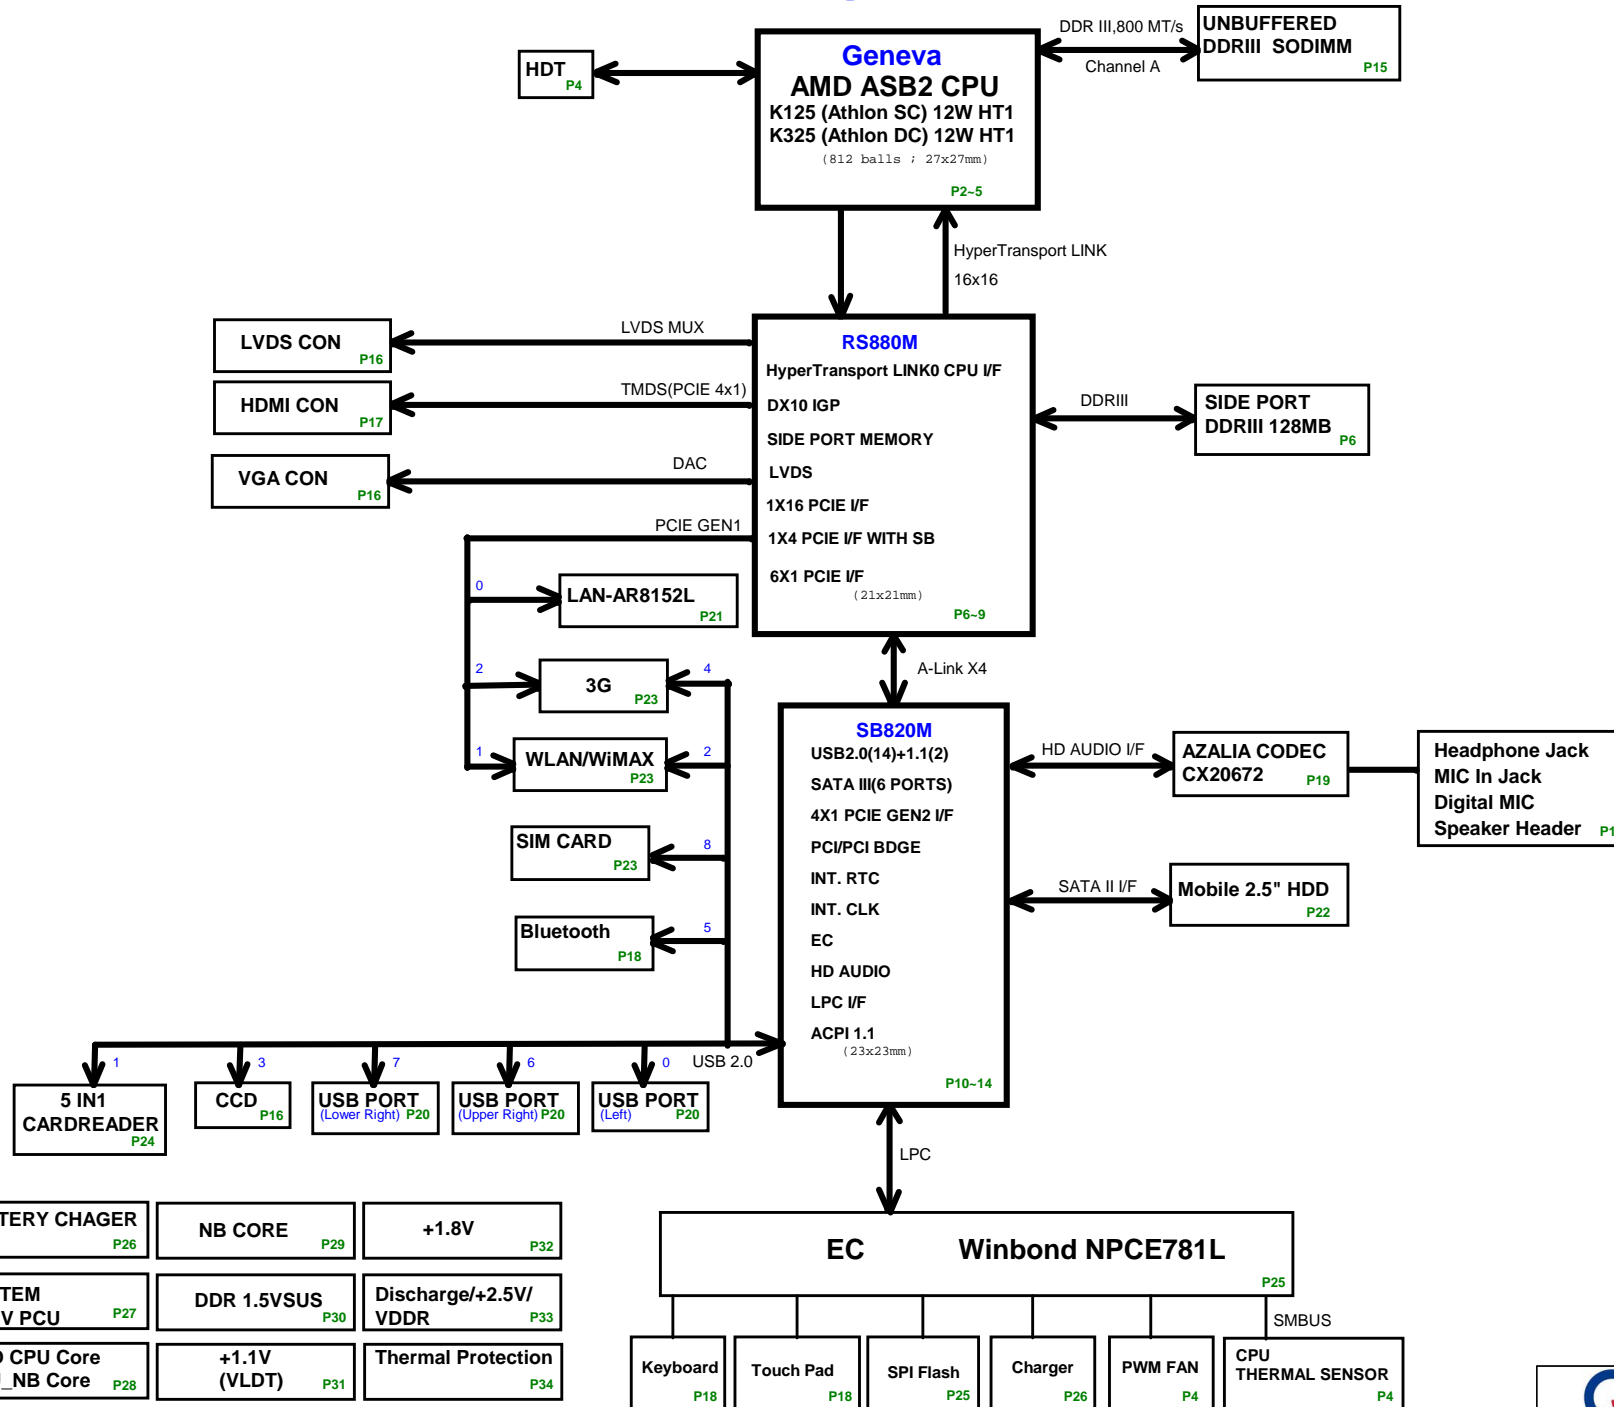 Geneva
AMD ASB2 CPU
K125 (Athlon SC) 12W HT1
K325 (Athlon DC) 12W HT1
(812 balls ; 27x27mm)
P2~5
HDT
P4
DDR III,800 MT/s
Channel A
UNBUFFERED
DDRIII SODIMM
P15
HyperTransport LINK
16x16
LVDS CON
P16
LVDS MUX
HDMI CON
P17
TMDS(PCIE 4x1)
VGA CON
P16
DAC
PCIE GEN1
RS880M
HyperTransport LINK0 CPU I/F
DX10 IGP
SIDE PORT MEMORY
LVDS
1X16 PCIE I/F
1X4 PCIE I/F WITH SB
6X1 PCIE I/F
(21x21mm)
P6~9
DDRIII
SIDE PORT
DDRIII 128MB
P6
0
LAN-AR8152L
P21
2
3G
P23
4
1
WLAN/WiMAX
P23
2
SIM CARD
P23
8
Bluetooth
P18
5
A-Link X4
SB820M
USB2.0(14)+1.1(2)
SATA III(6 PORTS)
4X1 PCIE GEN2 I/F
PCI/PCI BDGE
INT. RTC
INT. CLK
EC
HD AUDIO
LPC I/F
ACPI 1.1
(23x23mm)
P10~14
HD AUDIO I/F
AZALIA CODEC
CX20672
P19
Headphone Jack
MIC In Jack
Digital MIC
Speaker Header
SATA II I/F
Mobile 2.5" HDD
P22
USB 2.0
1
5 IN1
CARDREADER
P24
3
CCD
P16
7
USB PORT
(Lower Right) P20
6
USB PORT
(Upper Right) P20
0
USB PORT
(Left) P20
LPC
EC Winbond NPCE781L
P25
SMBUS
Keyboard
P18
Touch Pad
P18
SPI Flash
P25
Charger
P26
PWM FAN
P4
CPU
THERMAL SENSOR
P4
TERY CHAGER
P26
NB CORE
P29
+1.8V
P32
TEM
V PCU
P27
DDR 1.5VSUS
P30
Discharge/+2.5V/
VDDR
P33
CPU Core
_NB Core
P28
+1.1V
(VLDT)
P31
Thermal Protection
P34